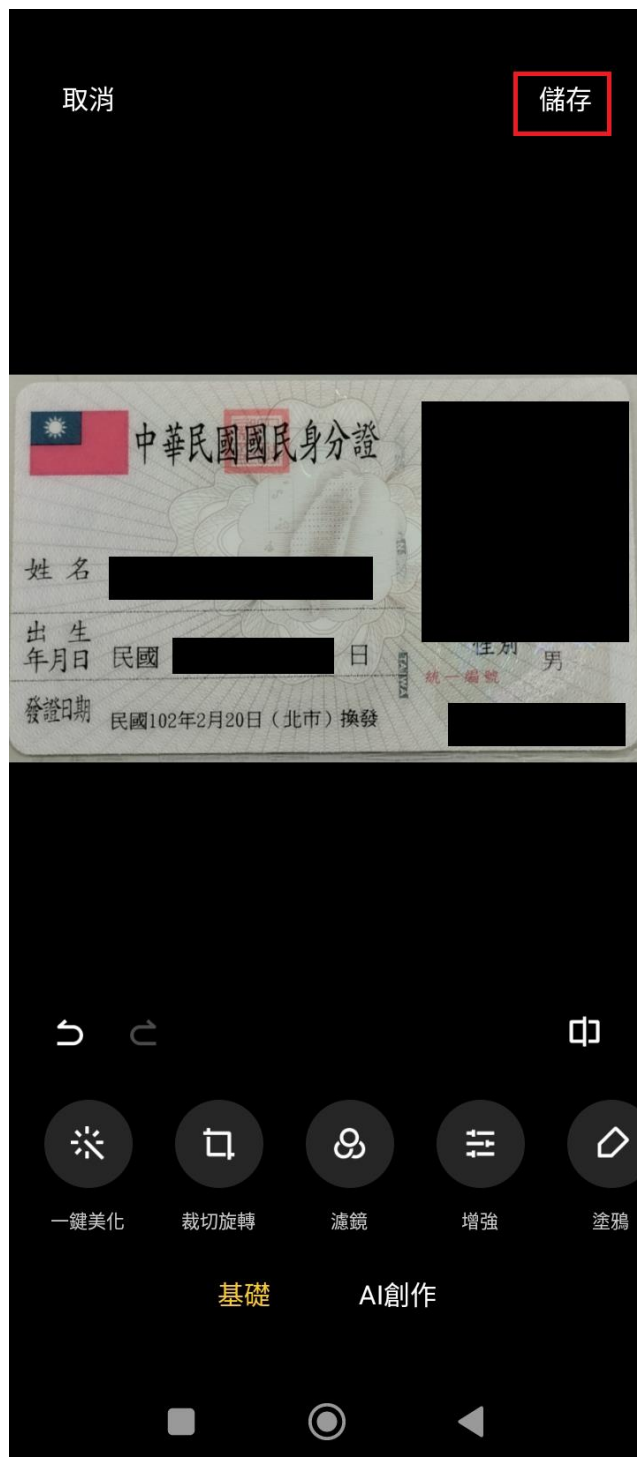 取消
儲存
中華民國國民身分證
姓名
出生
年月日 民國 日
性別 男
統一編號
發證日期 民國102年2月20日（北市）換發
一鍵美化
裁切旋轉
濾鏡
增強
塗鴉
基礎
AI創作